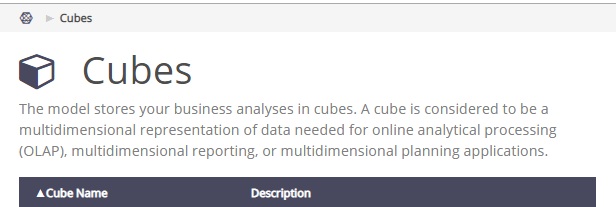 Cubes
Cubes
The model stores your business analyses in cubes. A cube is considered to be a
multidimensional representation of data needed for online analytical processing
(OLAP), multidimensional reporting, or multidimensional planning applications.
▲Cube Name Description